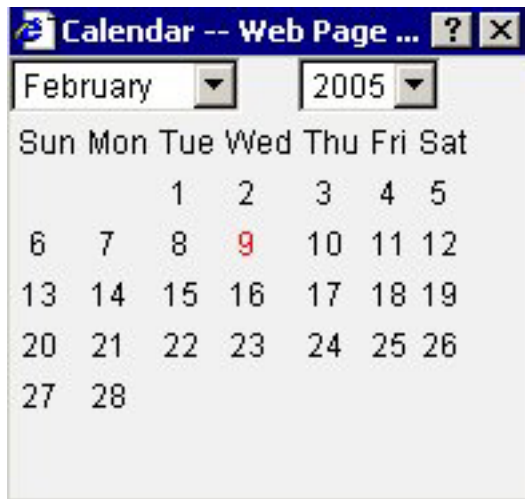 Calendar -- Web Page ... ? X
February 2005
Sun Mon Tue Wed Thu Fri Sat
1 2 3 4 5
6 7 8 9 10 11 12
13 14 15 16 17 18 19
20 21 22 23 24 25 26
27 28